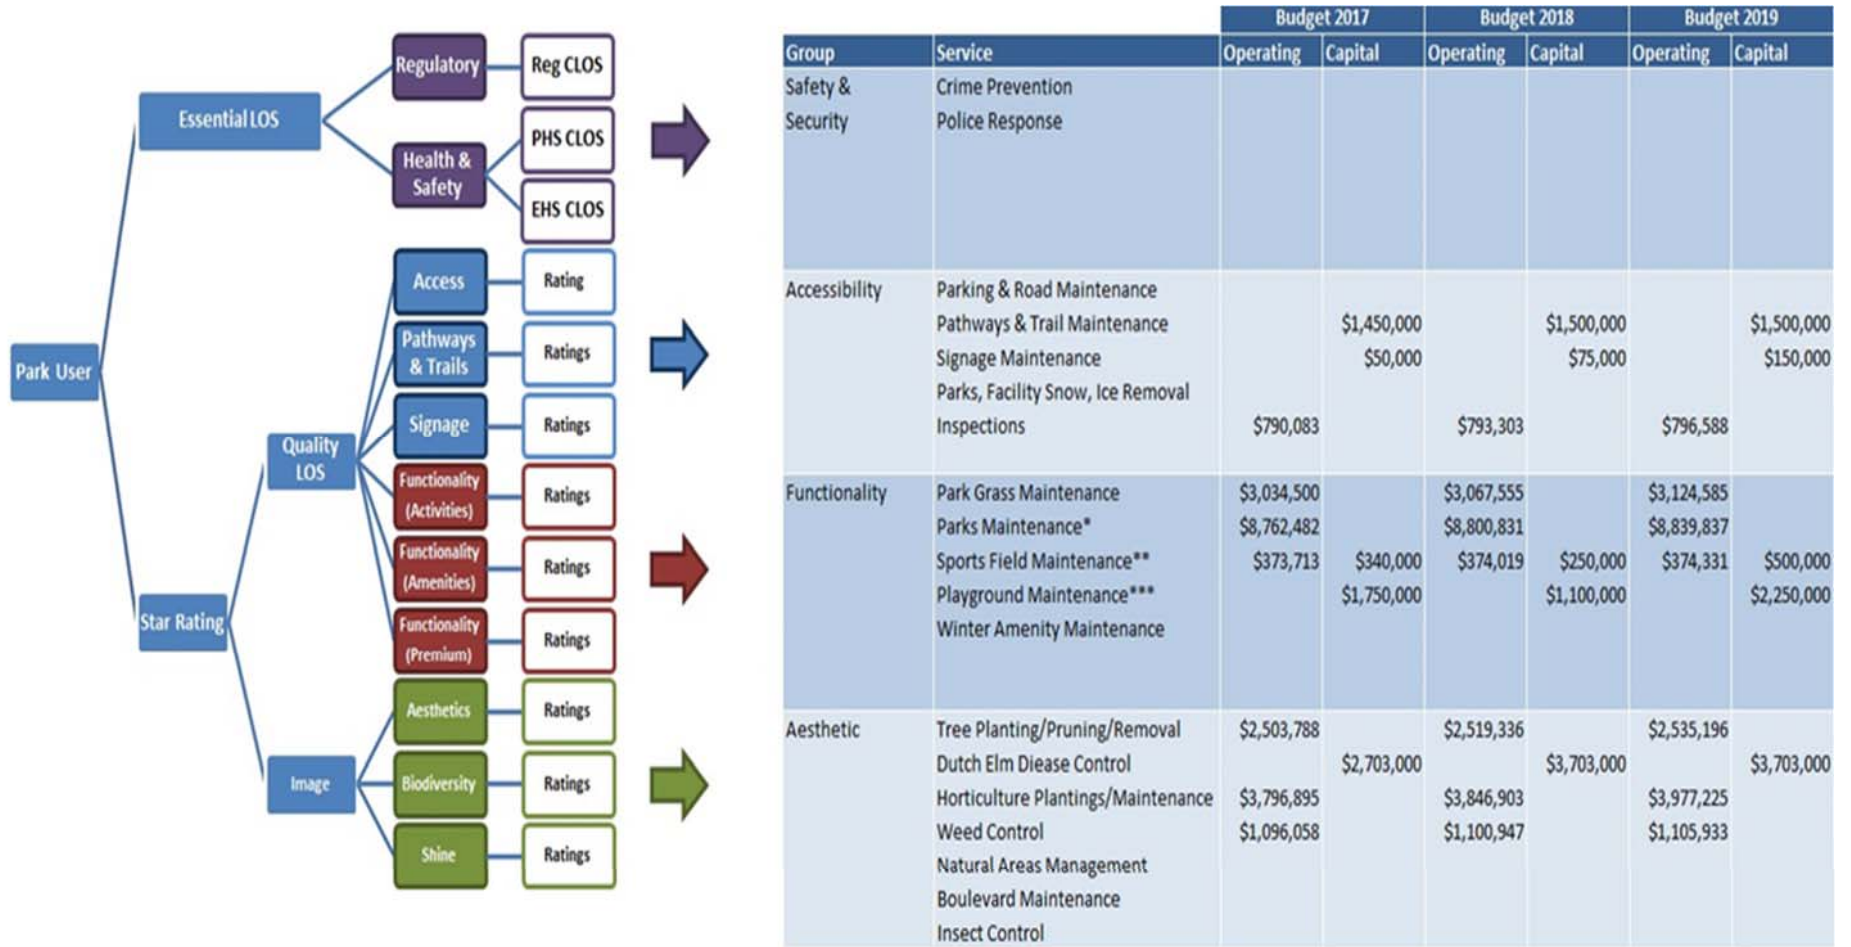 Park User
Essential LOS
Star Rating
Quality
LOS
Image
Regulatory
Reg CLOS
Health &
Safety
PHS CLOS
EHS CLOS
Access
Rating
Pathways
& Trails
Ratings
Signage
Ratings
Functionality
(Activities)
Ratings
Functionality
(Amenities)
Ratings
Functionality
(Premium)
Ratings
Aesthetics
Ratings
Biodiversity
Ratings
Shine
Ratings
Budget 2017 Budget 2018 Budget 2019
Group Service Operating Capital Operating Capital Operating Capital
Safety & Crime Prevention
Security Police Response
Accessibility Parking & Road Maintenance
Pathways & Trail Maintenance $1,450,000 $1,500,000 $1,500,000
Signage Maintenance $50,000 $75,000 $150,000
Parks, Facility Snow, Ice Removal
Inspections $790,083 $793,303 $796,588
Functionality Park Grass Maintenance $3,034,500 $3,067,555 $3,124,585
Parks Maintenance* $8,762,482 $8,800,831 $8,839,837
Sports Field Maintenance** $373,713 $340,000 $374,019 $250,000 $374,331 $500,000
Playground Maintenance*** $1,750,000 $1,100,000 $2,250,000
Winter Amenity Maintenance
Aesthetic Tree Planting/Pruning/Removal $2,503,788 $2,519,336 $2,535,196
Dutch Elm Diease Control $2,703,000 $3,703,000 $3,703,000
Horticulture Plantings/Maintenance $3,796,895 $3,846,903 $3,977,225
Weed Control $1,096,058 $1,100,947 $1,105,933
Natural Areas Management
Boulevard Maintenance
Insect Control